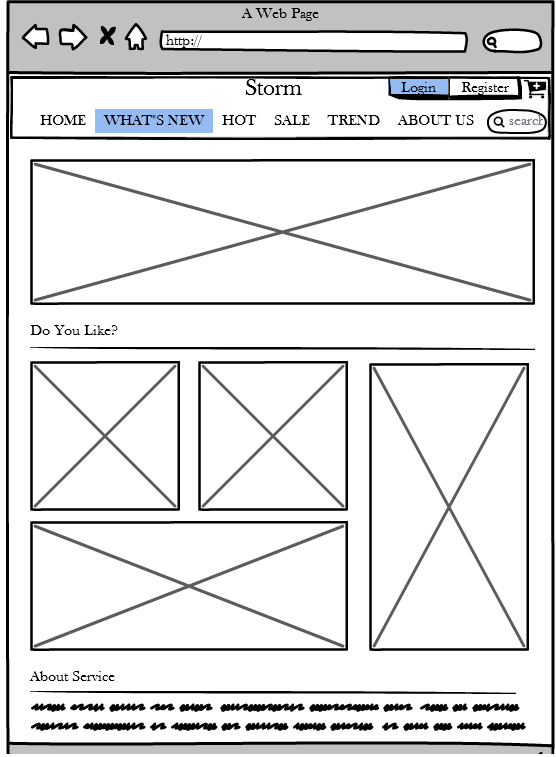 A Web Page
http://
Storm
Login Register
HOME WHAT'S NEW HOT SALE TREND ABOUT US search
Do You Like?
About Service